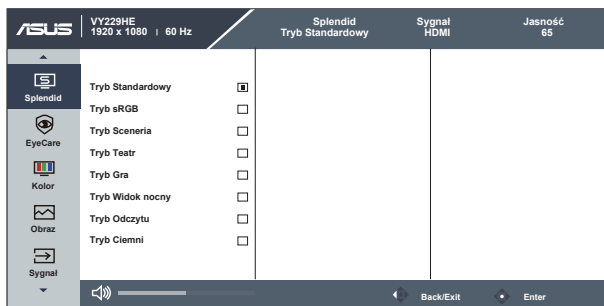 ASUS
VY229HE
1920 x 1080 | 60 Hz
Splendid
Tryb Standardowy
Sygnał
HDMI
Jasność
65
Splendid
EyeCare
Kolor
Obraz
Sygnał
Tryb Standardowy
Tryb sRGB
Tryb Sceneria
Tryb Teatr
Tryb Gra
Tryb Widok nocny
Tryb Odczytu
Tryb Ciemni
Back/Exit
Enter